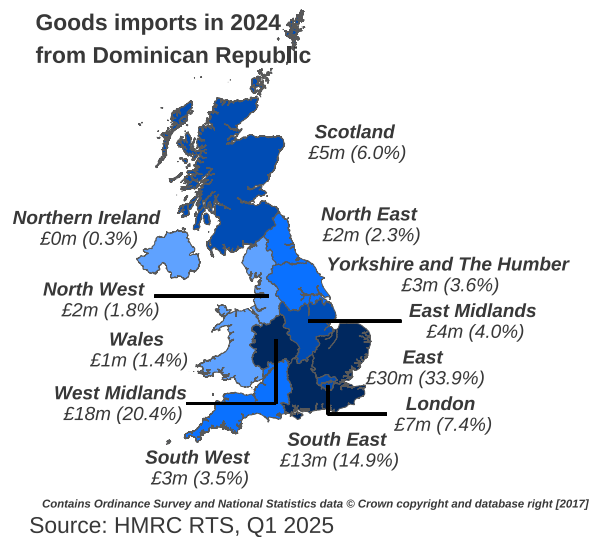 Goods imports in 2024
from Dominican Republic
Scotland
£5m (6.0%)
Northern Ireland
£0m (0.3%)
North East
£2m (2.3%)
Yorkshire and The Humber
£3m (3.6%)
North West
£2m (1.8%)
East Midlands
£4m (4.0%)
Wales
£1m (1.4%)
East
£30m (33.9%)
West Midlands
£18m (20.4%)
London
£7m (7.4%)
South East
£13m (14.9%)
South West
£3m (3.5%)
Contains Ordinance Survey and National Statistics data © Crown copyright and database right [2017]
Source: HMRC RTS, Q1 2025